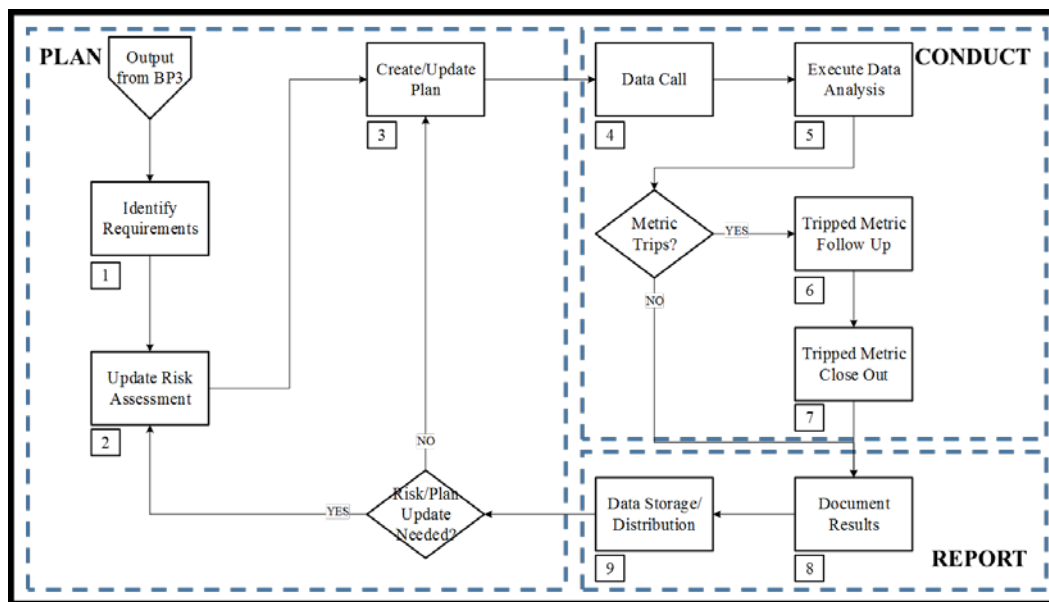 PLAN
Output
from BP3
Identify
Requirements
1
Update Risk
Assessment
2
Create/Update
Plan
3
NO
YES
Risk/Plan
Update
Needed?
CONDUCT
Data Call
4
Execute Data
Analysis
5
Metric
Trips?
YES
NO
Tripped Metric
Follow Up
6
Tripped Metric
Close Out
7
Document
Results
8
Data Storage/
Distribution
9
REPORT